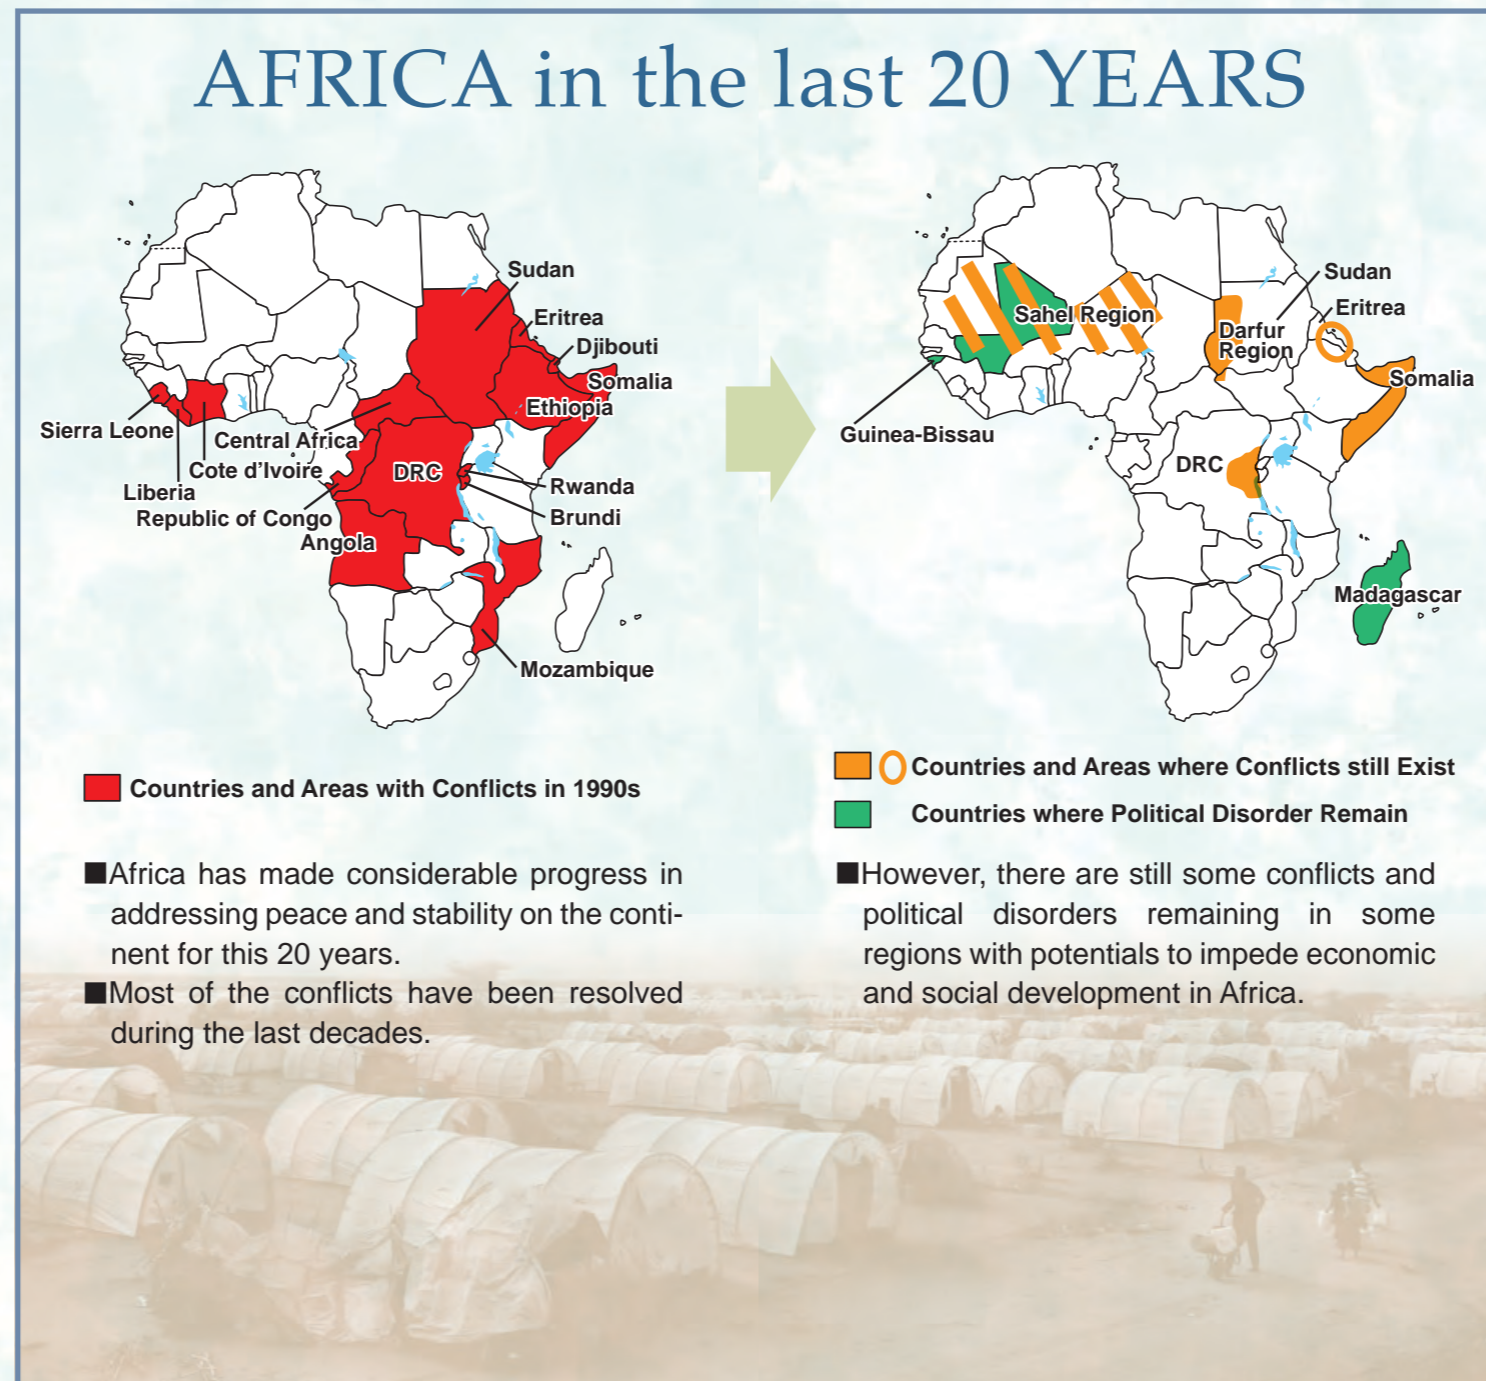 AFRICA in the last 20 YEARS
Sudan
Eritrea
Djibouti
Somalia
Ethiopia
Sierra Leone
Central Africa
Cote d’Ivoire
DRC
Liberia
Rwanda
Republic of Congo
Brundi
Angola
Mozambique
■ Countries and Areas with Conflicts in 1990s
■Africa has made considerable progress in
addressing peace and stability on the conti-
nent for this 20 years.
■Most of the conflicts have been resolved
during the last decades.
Sudan
Eritrea
Sahel Region
Darfur
Region
Somalia
Guinea-Bissau
DRC
Madagascar
Countries and Areas where Conflicts still Exist
Countries where Political Disorder Remain
■However, there are still some conflicts and
political disorders remaining in some
regions with potentials to impede economic
and social development in Africa.